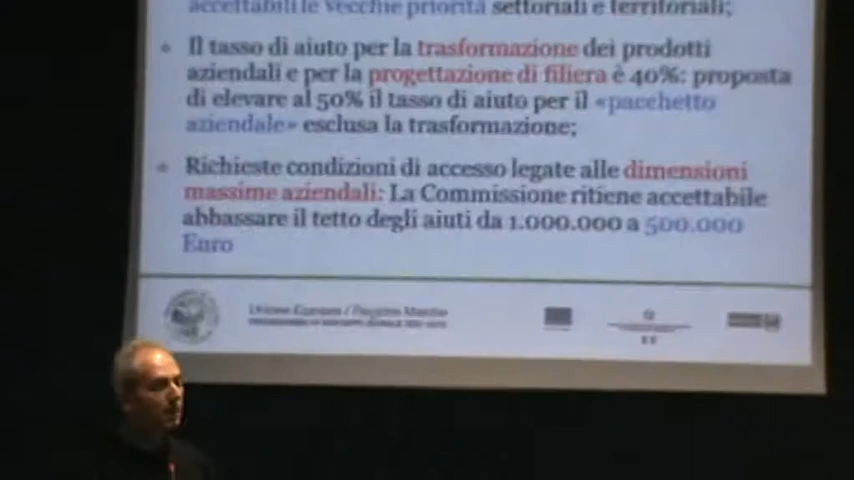 accettabili le vecchie priorità settoriali e territoriali;
Il tasso di aiuto per la trasformazione dei prodotti
aziendali e per la progettazione di filiera è 40%: proposta
di elevare al 50% il tasso di aiuto per il «pacchetto
aziendale» esclusa la trasformazione;
Richieste condizioni di accesso legate alle dimensioni
massime aziendali: La Commissione ritiene accettabile
abbassare il tetto degli aiuti da 1.000.000 a 500.000
Euro
Unione Europea / Regione Marche